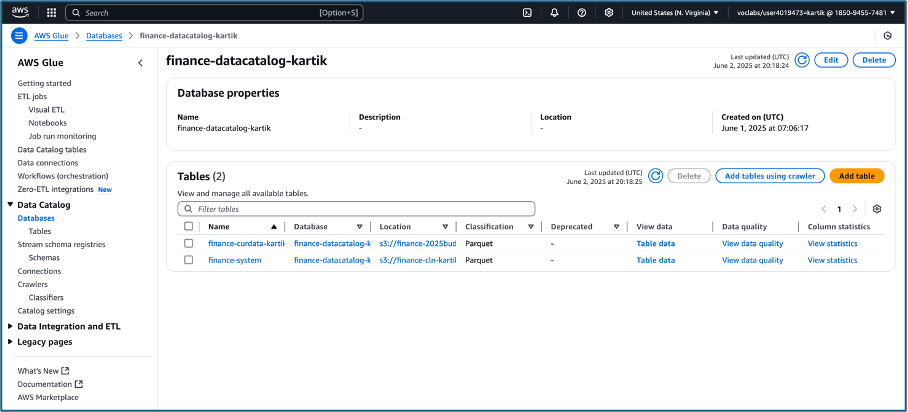 aws
Search [Option+S]
United States (N. Virginia)
voclabs/user4019473=kartik @ 1850-9455-7481
AWS Glue > Databases > finance-datacatalog-kartik
AWS Glue
Getting started
ETL jobs
Visual ETL
Notebooks
Job run monitoring
Data Catalog tables
Data connections
Workflows (orchestration)
Zero-ETL integrations New
Data Catalog
Databases
Tables
Stream schema registries
Schemas
Connections
Crawlers
Classifiers
Catalog settings
Data Integration and ETL
Legacy pages
What's New
Documentation
AWS Marketplace
finance-datacatalog-kartik
Last updated (UTC)
June 2, 2025 at 20:18:24
Edit
Delete
Database properties
Name
finance-datacatalog-kartik
Description
-
Location
-
Created on (UTC)
June 1, 2025 at 07:06:17
Tables (2)
Last updated (UTC)
June 2, 2025 at 20:18:25
Delete
Add tables using crawler
Add table
View and manage all available tables.
Filter tables
1
Name Database Location Classification Deprecated View data Data quality Column statistics
finance-curdata-kartik finance-datacatalog-k s3://finance-2025bud Parquet - Table data View data quality View statistics
finance-system finance-datacatalog-k s3://finance-cln-kartil Parquet - Table data View data quality View statistics